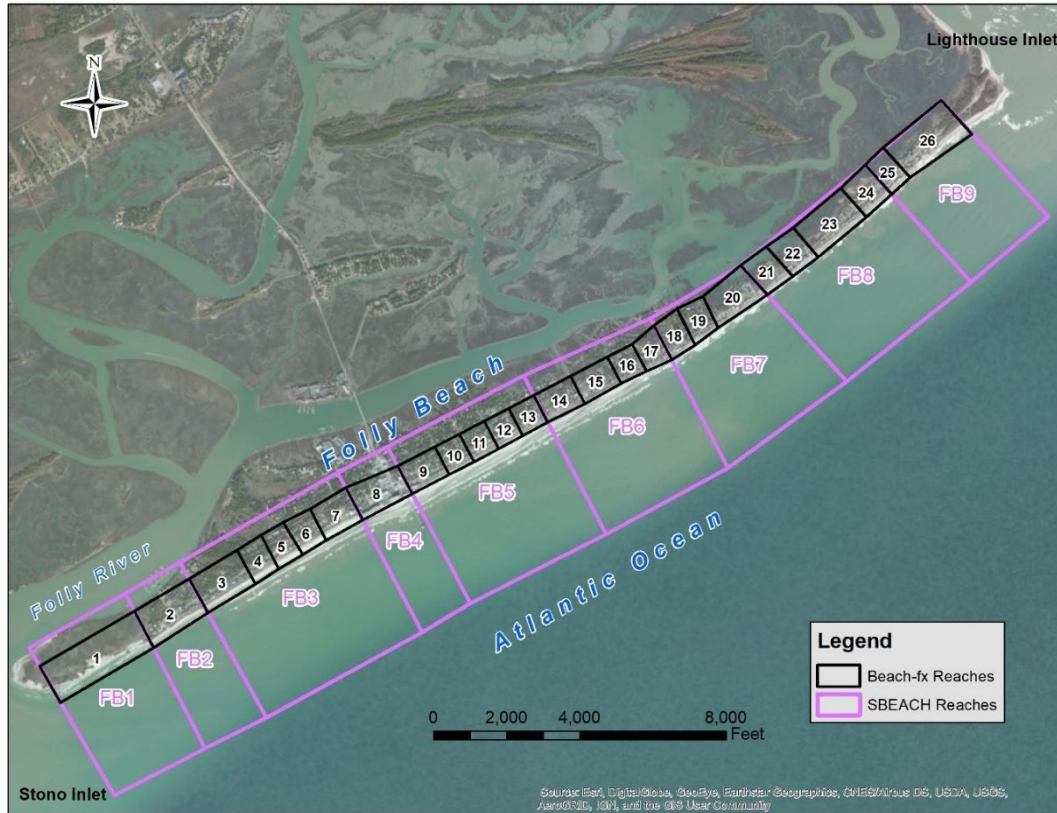 Lighthouse Inlet
N
26
25
24
23
22
21
20
19
18
17
16
15
14
13
12
11
10
9
8
7
6
5
4
3
2
1
FB9
FB8
FB7
FB6
FB5
FB4
FB3
FB2
FB1
Folly Beach
Folly River
Atlantic Ocean
Stono Inlet
Legend
Beach-fx Reaches
SBEACH Reaches
0 2,000 4,000 8,000
Feet
Source: Esri, DigitalGlobe, GeoEye, Earthstar Geographics, CNES/Airbus DS, USDA, USGS,
AeroGRID, IGN, and the GIS User Community